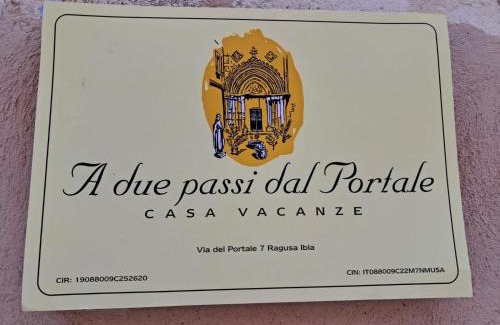 A due passi dal Portale
CASA VACANZE
Via del Portale 7 Ragusa Ibla
CIR: 19088009C252620
CIN: IT088009C22M7NMUSA